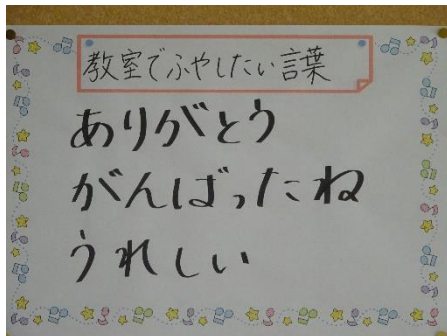 教室でふやしたい言葉
ありがとう
がんばったね
うれしい